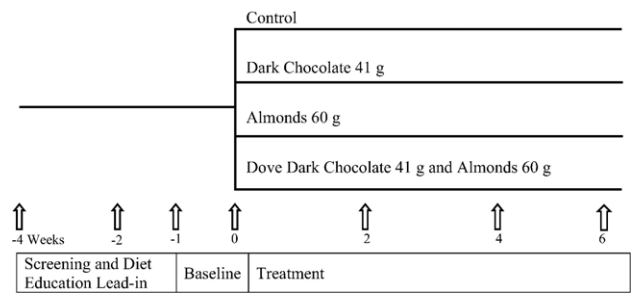 Control
Dark Chocolate 41 g
Almonds 60 g
Dove Dark Chocolate 41 g and Almonds 60 g
-4 Weeks -2 -1 0 2 4 6
Screening and Diet
Education Lead-in
Baseline
Treatment